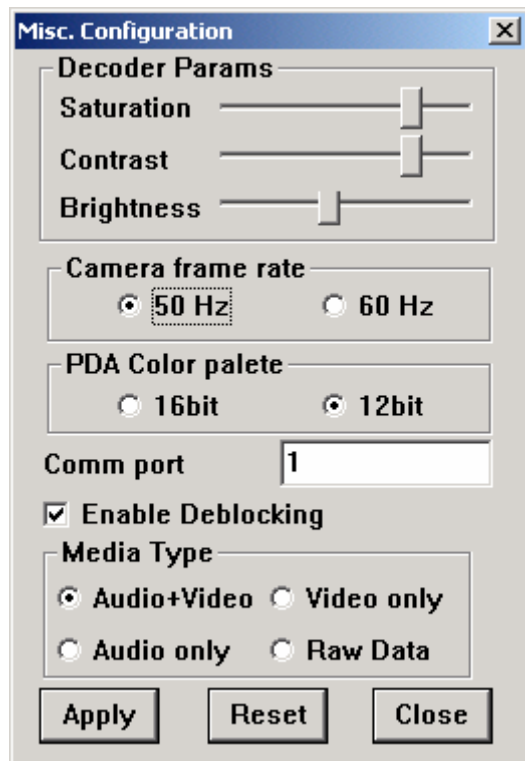 Misc. Configuration
Decoder Params
Saturation
Contrast
Brightness
Camera frame rate
50 Hz 60 Hz
PDA Color palete
16bit 12bit
Comm port 1
Enable Deblocking
Media Type
Audio+Video Video only
Audio only Raw Data
Apply Reset Close